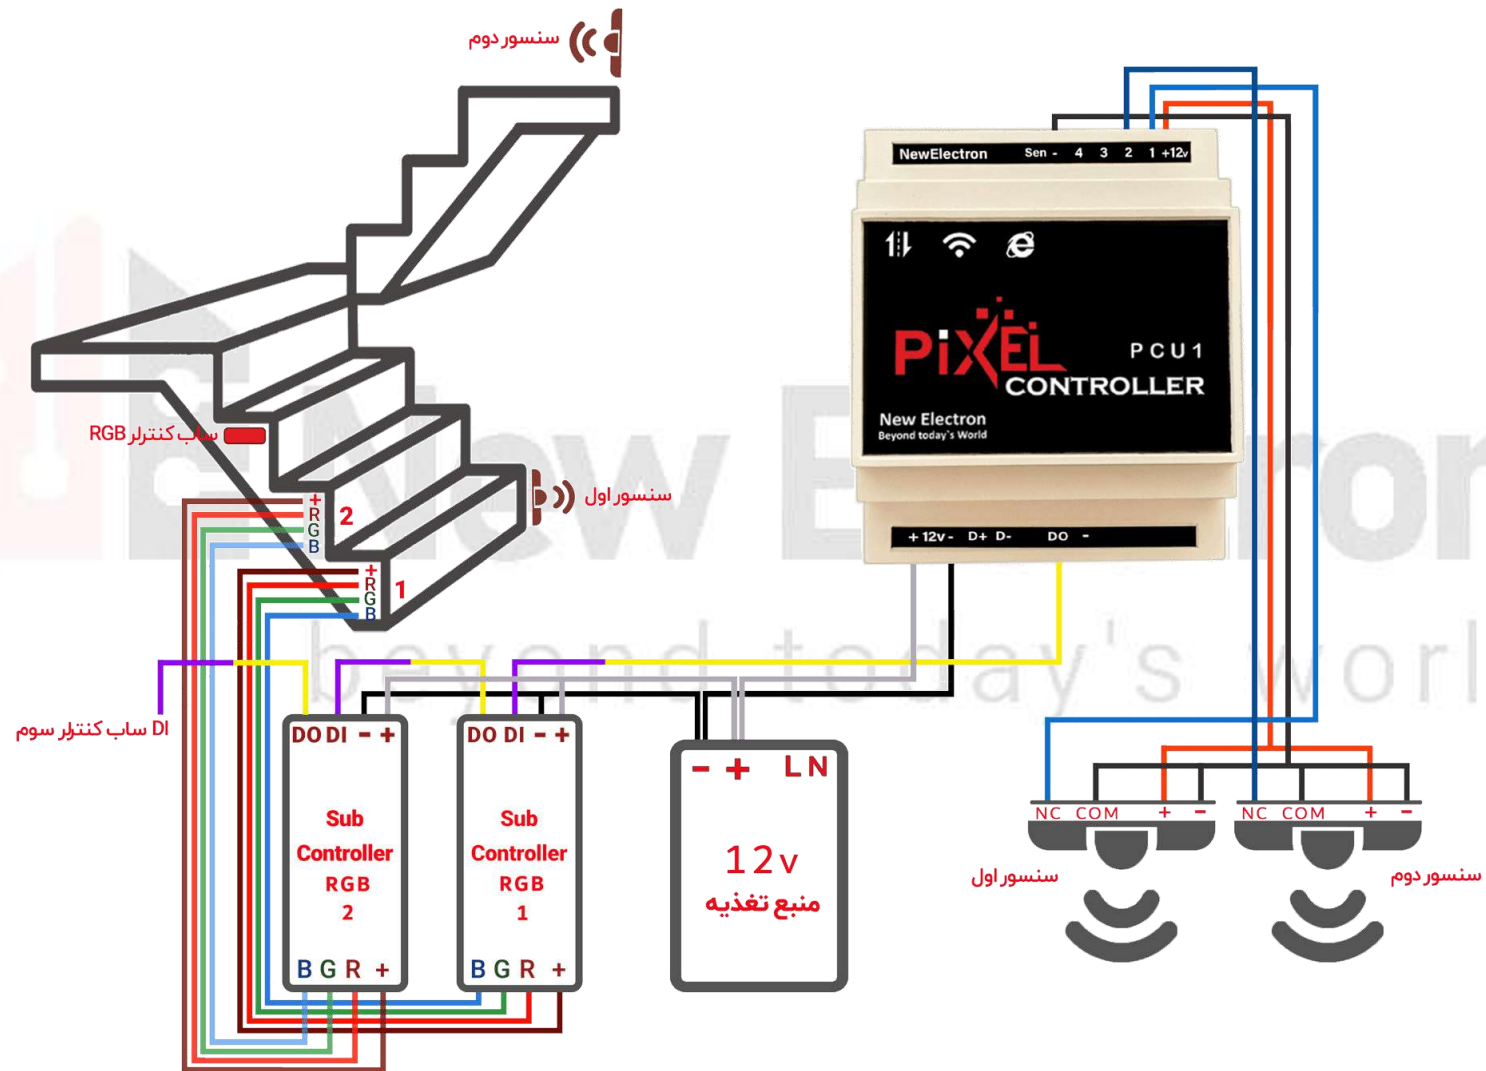 سنسور دوم
NewElectron Sen - 4 3 2 1 +12v
PiXEL
PCU1
CONTROLLER
New Electron
Beyond today's World
+ 12v - D+ D- DO -
ساب کنترلر RGB
سنسور اول
+
R
G
B
2
+
R
G
B
1
New Electron
beyond today's worl
DI ساب کنترلر سوم
DO DI - +
Sub
Controller
RGB
2
B G R +
DO DI - +
Sub
Controller
RGB
1
B G R +
- + L N
12v
منبع تغذیه
NC COM + -
سنسور اول
NC COM + -
سنسور دوم